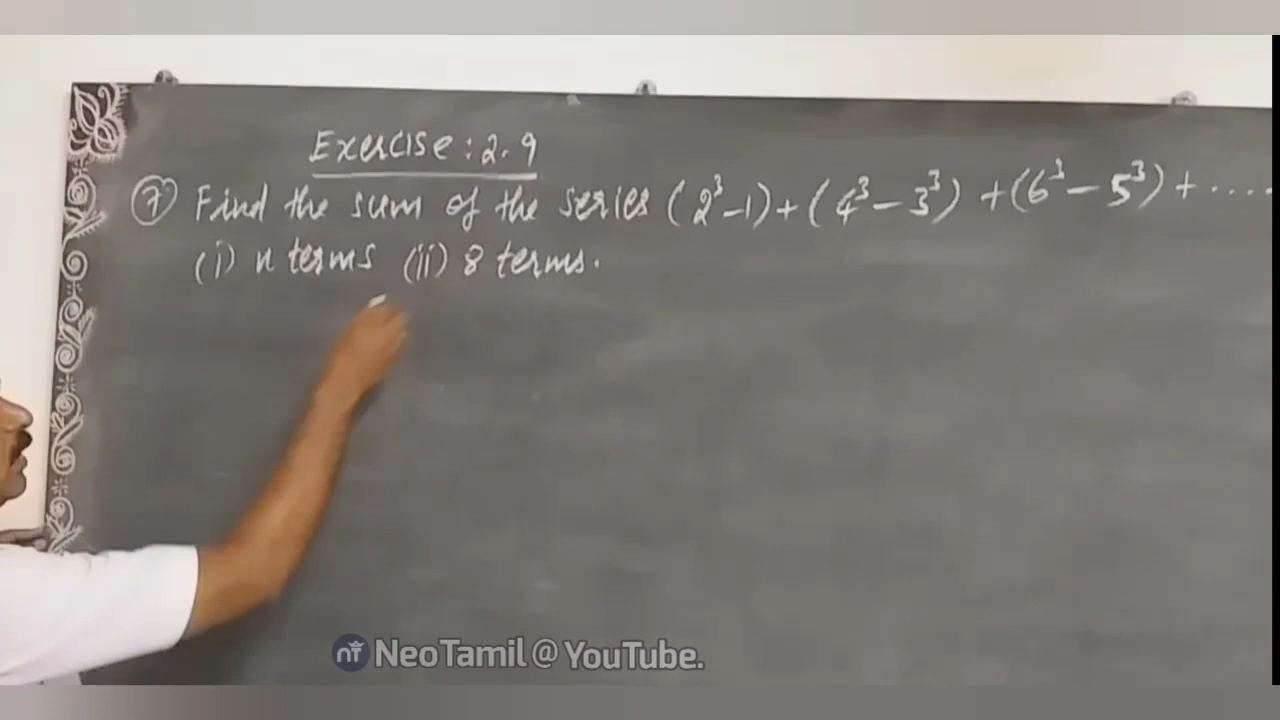 Exercise: 2.9
⑦ Find the sum of the series (2³-1)+(4³-3³)+(6³-5³)+....
(i) n terms (ii) 8 terms.
NT NeoTamil@YouTube.